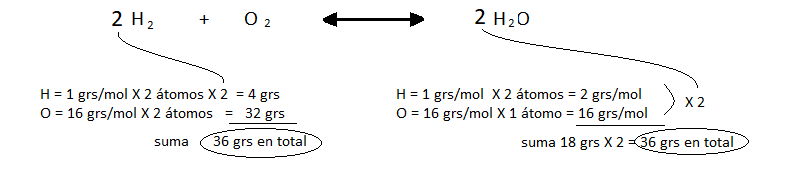 2 H2 + O2 ⟷ 2 H2O
H = 1 grs/mol X 2 átomos X 2 = 4 grs
O = 16 grs/mol X 2 átomos = 32 grs
suma 36 grs en total
H = 1 grs/mol X 2 átomos = 2 grs/mol
O = 16 grs/mol X 1 átomo = 16 grs/mol
X 2
suma 18 grs X 2 = 36 grs en total